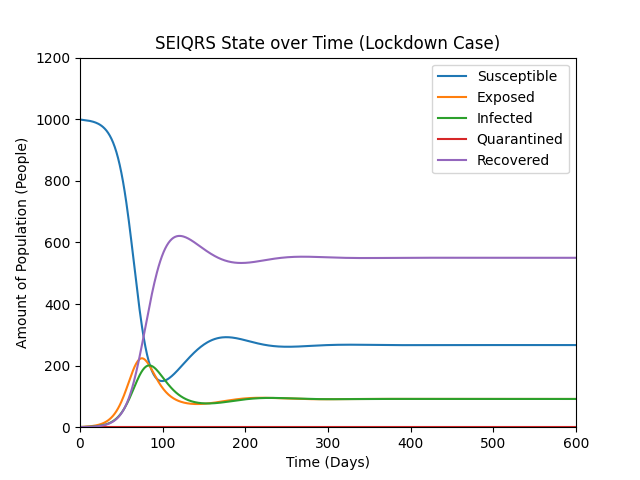 SEIQRS State over Time (Lockdown Case)
Amount of Population (People)
1200
1000
800
600
400
200
0
Susceptible
Exposed
Infected
Quarantined
Recovered
0 100 200 300 400 500 600
Time (Days)